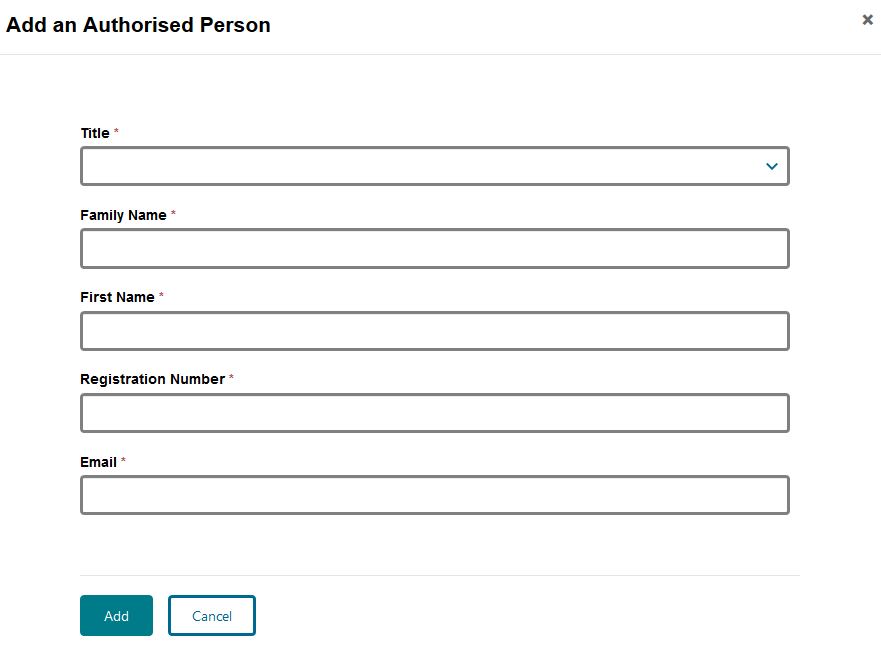 Add an Authorised Person
×
Title *
Family Name *
First Name *
Registration Number *
Email *
Add Cancel